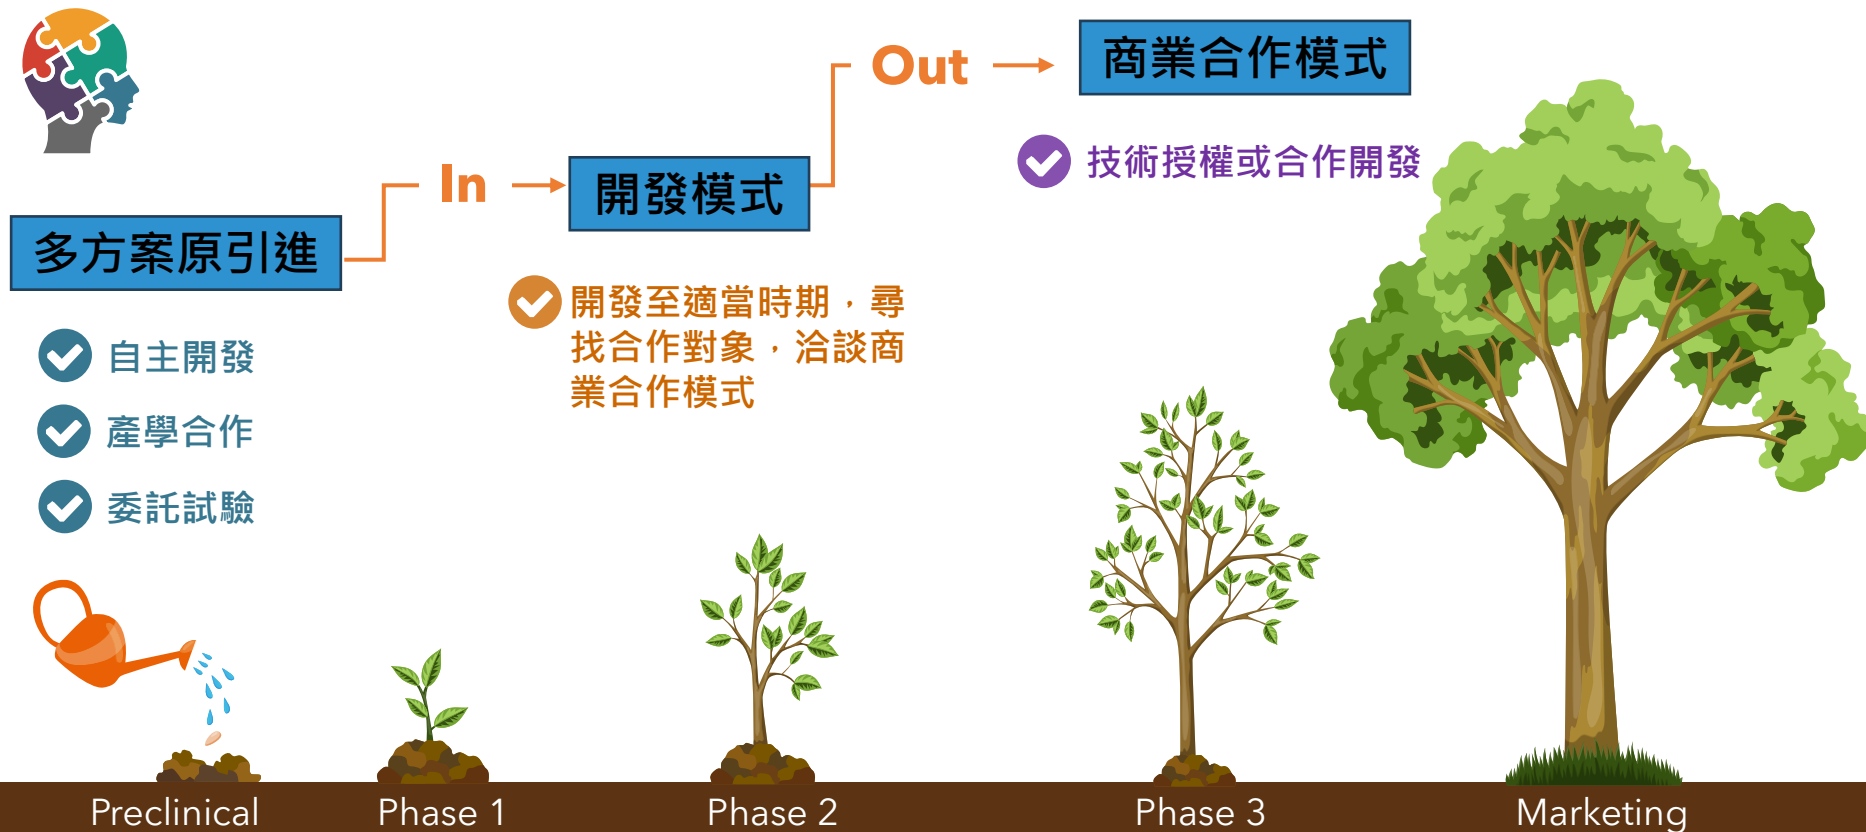 多方案原引進
自主開發
產學合作
委託試驗
In
開發模式
開發至適當時期，尋
找合作對象，洽談商
業合作模式
Out
商業合作模式
技術授權或合作開發
Preclinical
Phase 1
Phase 2
Phase 3
Marketing